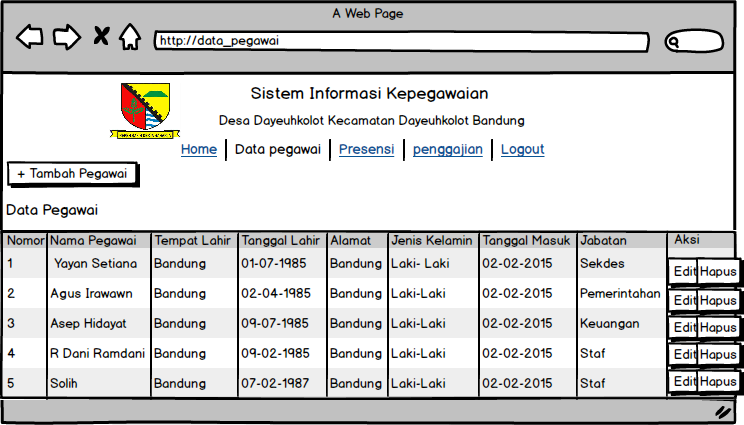 A Web Page
http://data_pegawai
Sistem Informasi Kepegawaian
Desa Dayeuhkolot Kecamatan Dayeuhkolot Bandung
Home Data pegawai Presensi penggajian Logout
+ Tambah Pegawai
Data Pegawai
Nomor Nama Pegawai Tempat Lahir Tanggal Lahir Alamat Jenis Kelamin Tanggal Masuk Jabatan Aksi
1 Yayan Setiana Bandung 01-07-1985 Bandung Laki- Laki 02-02-2015 Sekdes Edit Hapus
2 Agus Irawawn Bandung 02-04-1985 Bandung Laki-Laki 02-02-2015 Pemerintahan Edit Hapus
3 Asep Hidayat Bandung 09-07-1985 Bandung Laki-Laki 02-02-2015 Keuangan Edit Hapus
4 R Dani Ramdani Bandung 09-02-1985 Bandung Laki-Laki 02-02-2015 Staf Edit Hapus
5 Solih Bandung 07-02-1987 Bandung Laki-Laki 02-02-2015 Staf Edit Hapus